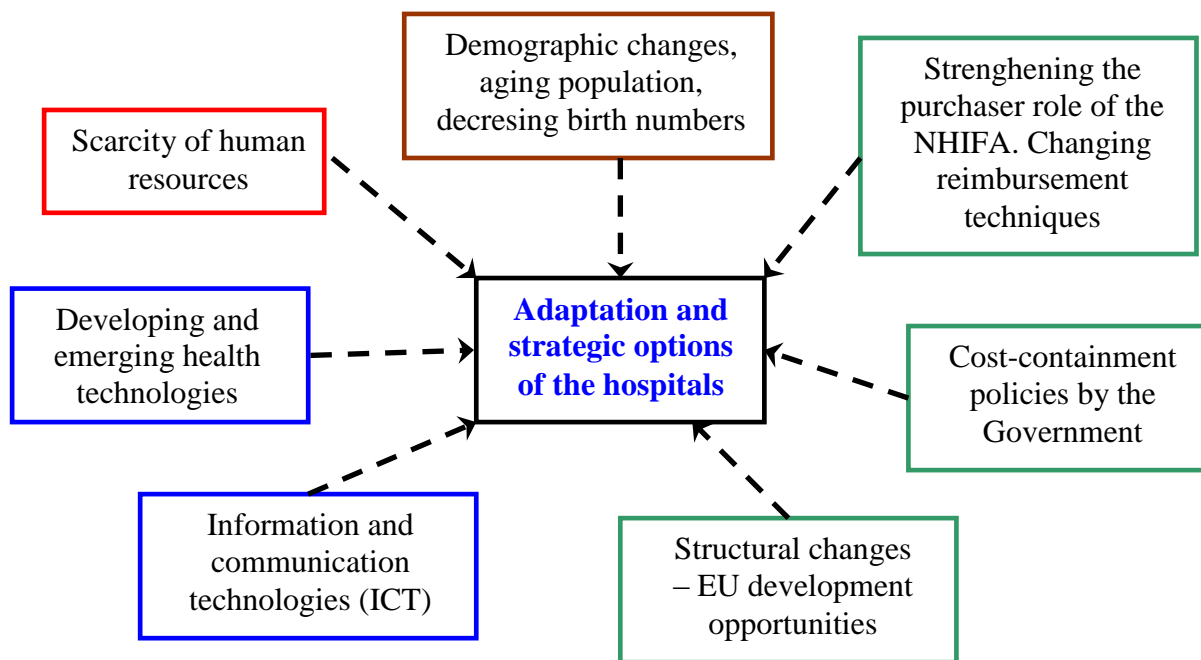 Demographic changes,
aging population,
decresing birth numbers
Strenghening the
purchaser role of the
NHIFA. Changing
reimbursement
techniques
Scarcity of human
resources
Developing and
emerging health
technologies
Adaptation and
strategic options
of the hospitals
Cost-containment
policies by the
Government
Information and
communication
technologies (ICT)
Structural changes
– EU development
opportunities